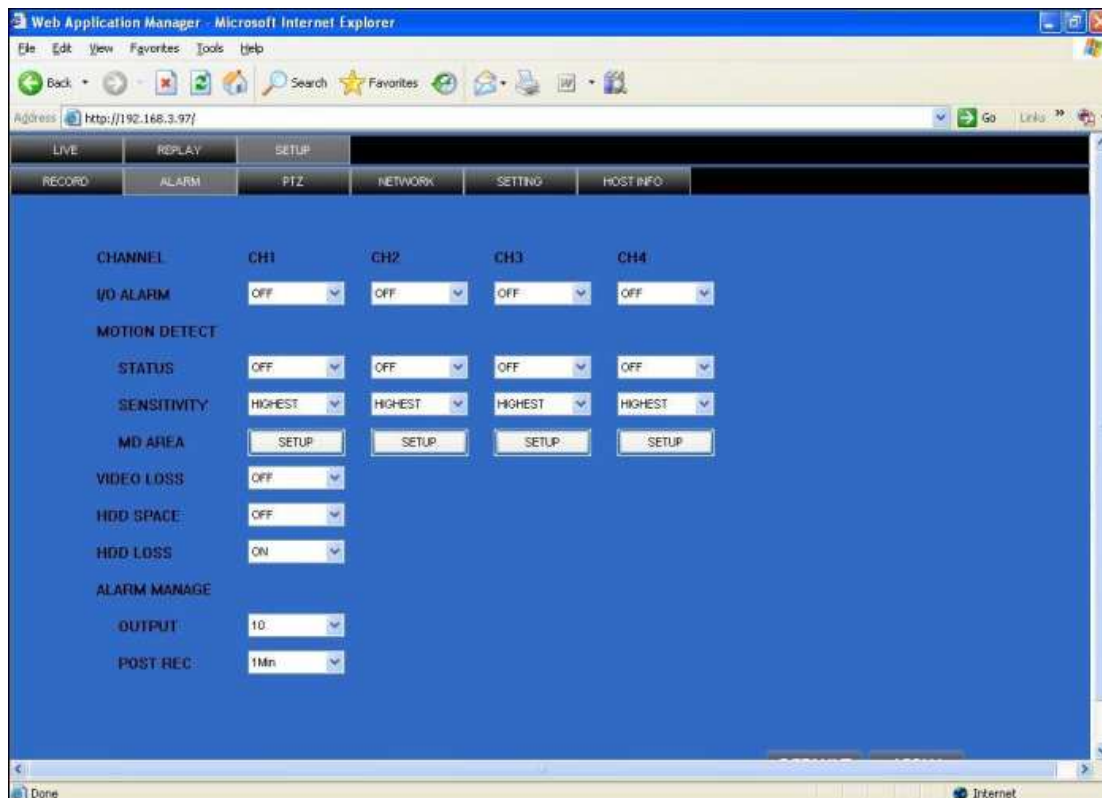 Web Application Manager - Microsoft Internet Explorer
File Edit View Favorites Tools Help
Back Search Favorites
Address http://192.168.3.97/ Go Links »
LIVE REPLAY SETUP
RECORD ALARM PTZ NETWORK SETTING HOST INFO
CHANNEL CH1 CH2 CH3 CH4
I/O ALARM OFF OFF OFF OFF
MOTION DETECT
STATUS OFF OFF OFF OFF
SENSITIVITY HIGHEST HIGHEST HIGHEST HIGHEST
MD AREA SETUP SETUP SETUP SETUP
VIDEO LOSS OFF
HDD SPACE OFF
HDD LOSS ON
ALARM MANAGE
OUTPUT 10
POST REC 1Min
Done Internet